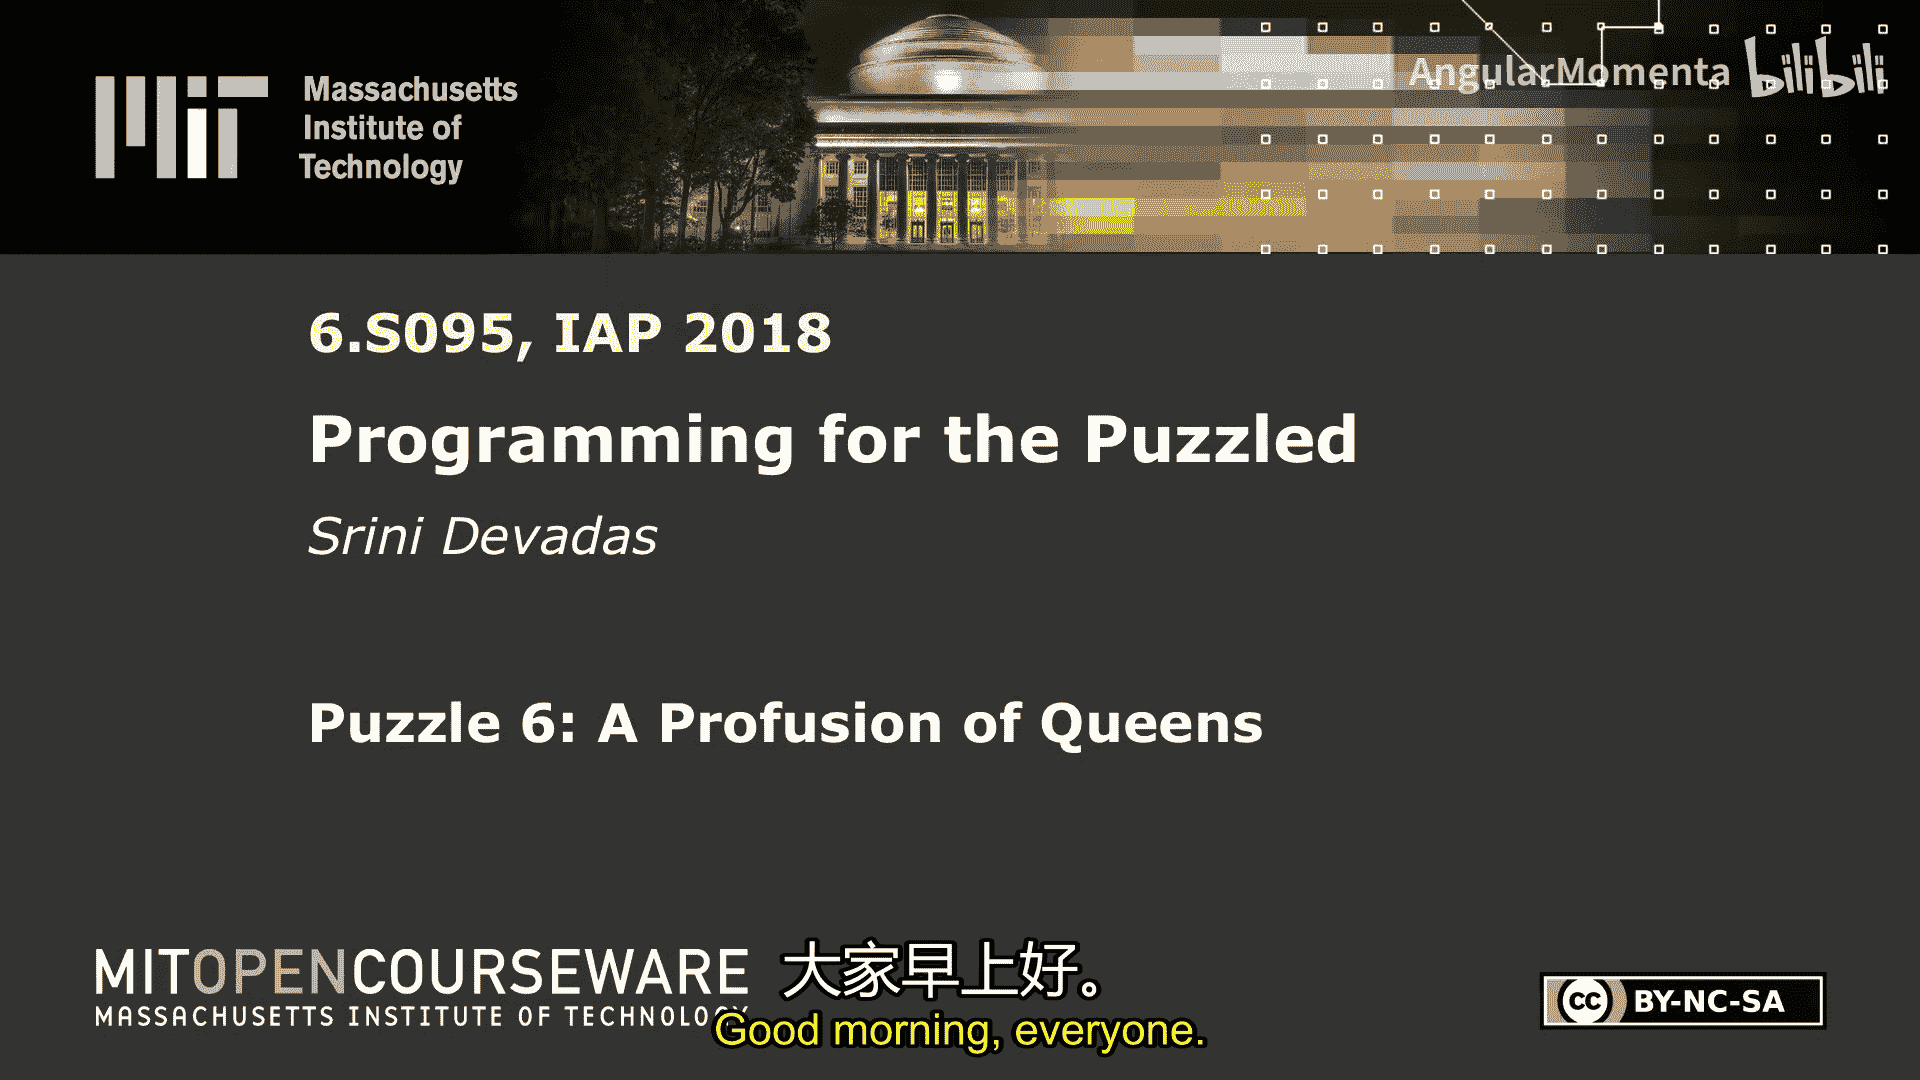 Massachusetts
Institute of
Technology
AngularMomenta bilibili
6.S095, IAP 2018
Programming for the Puzzled
Srini Devadas
Puzzle 6: A Profusion of Queens
MITOPENCOURSEWARE
MASSACHUSETTS INSTITUTE OF TECHNOLOGY
cc BY-NC-SA
大家早上好。
Good morning, everyone.